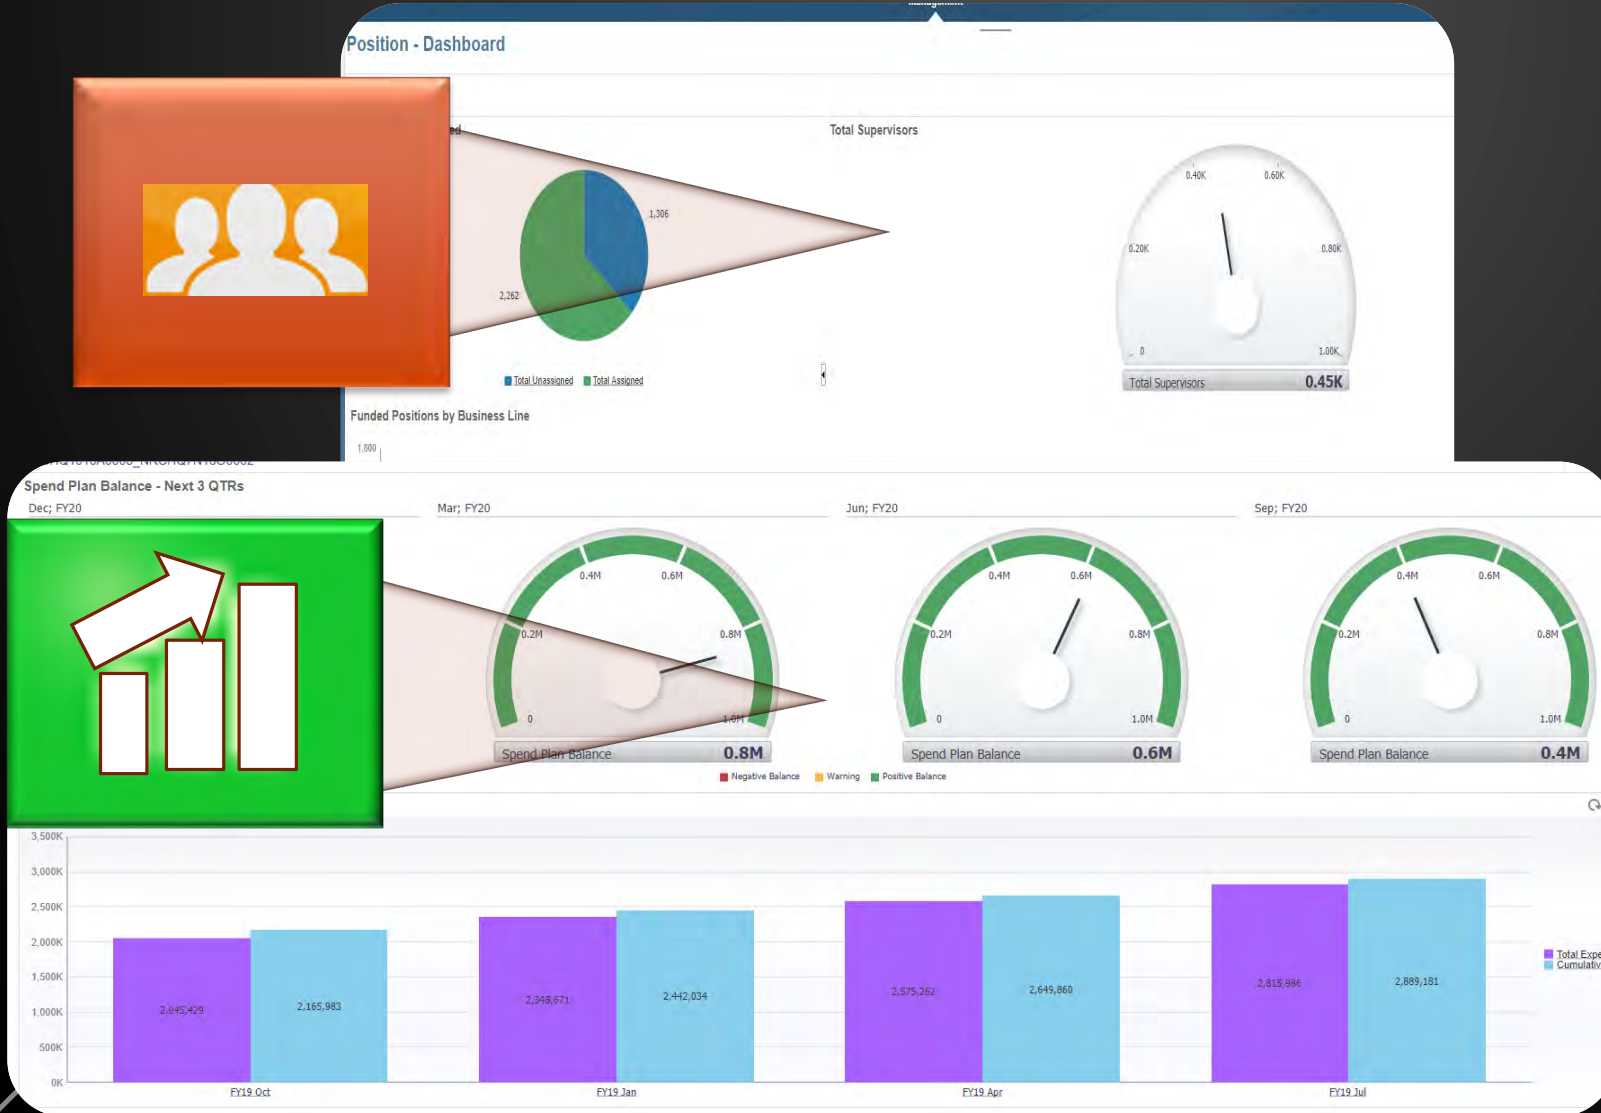 Management
Position - Dashboard
ed
Total Supervisors
0.40K
0.60K
1,306
0.20K
0.80K
2,262
0
1.00K
Total Unassigned
Total Assigned
Total Supervisors
0.45K
Funded Positions by Business Line
1,800
Spend Plan Balance - Next 3 QTRs
Dec; FY20
Mar; FY20
Jun; FY20
Sep; FY20
0.4M
0.6M
0.4M
0.6M
0.4M
0.6M
0.2M
0.8M
0.2M
0.8M
0.2M
0.8M
0
1.0M
0
1.0M
0
1.0M
Spend Plan Balance
0.8M
Spend Plan Balance
0.6M
Spend Plan Balance
0.4M
Negative Balance
Warning
Positive Balance
3,500K
3,000K
2,500K
2,000K
1,500K
1,000K
500K
0K
2,045,429
2,165,983
2,348,671
2,442,034
2,575,262
2,649,860
2,815,986
2,889,181
Total Expe
Cumulativ
FY19 Oct
FY19 Jan
FY19 Apr
FY19 Jul